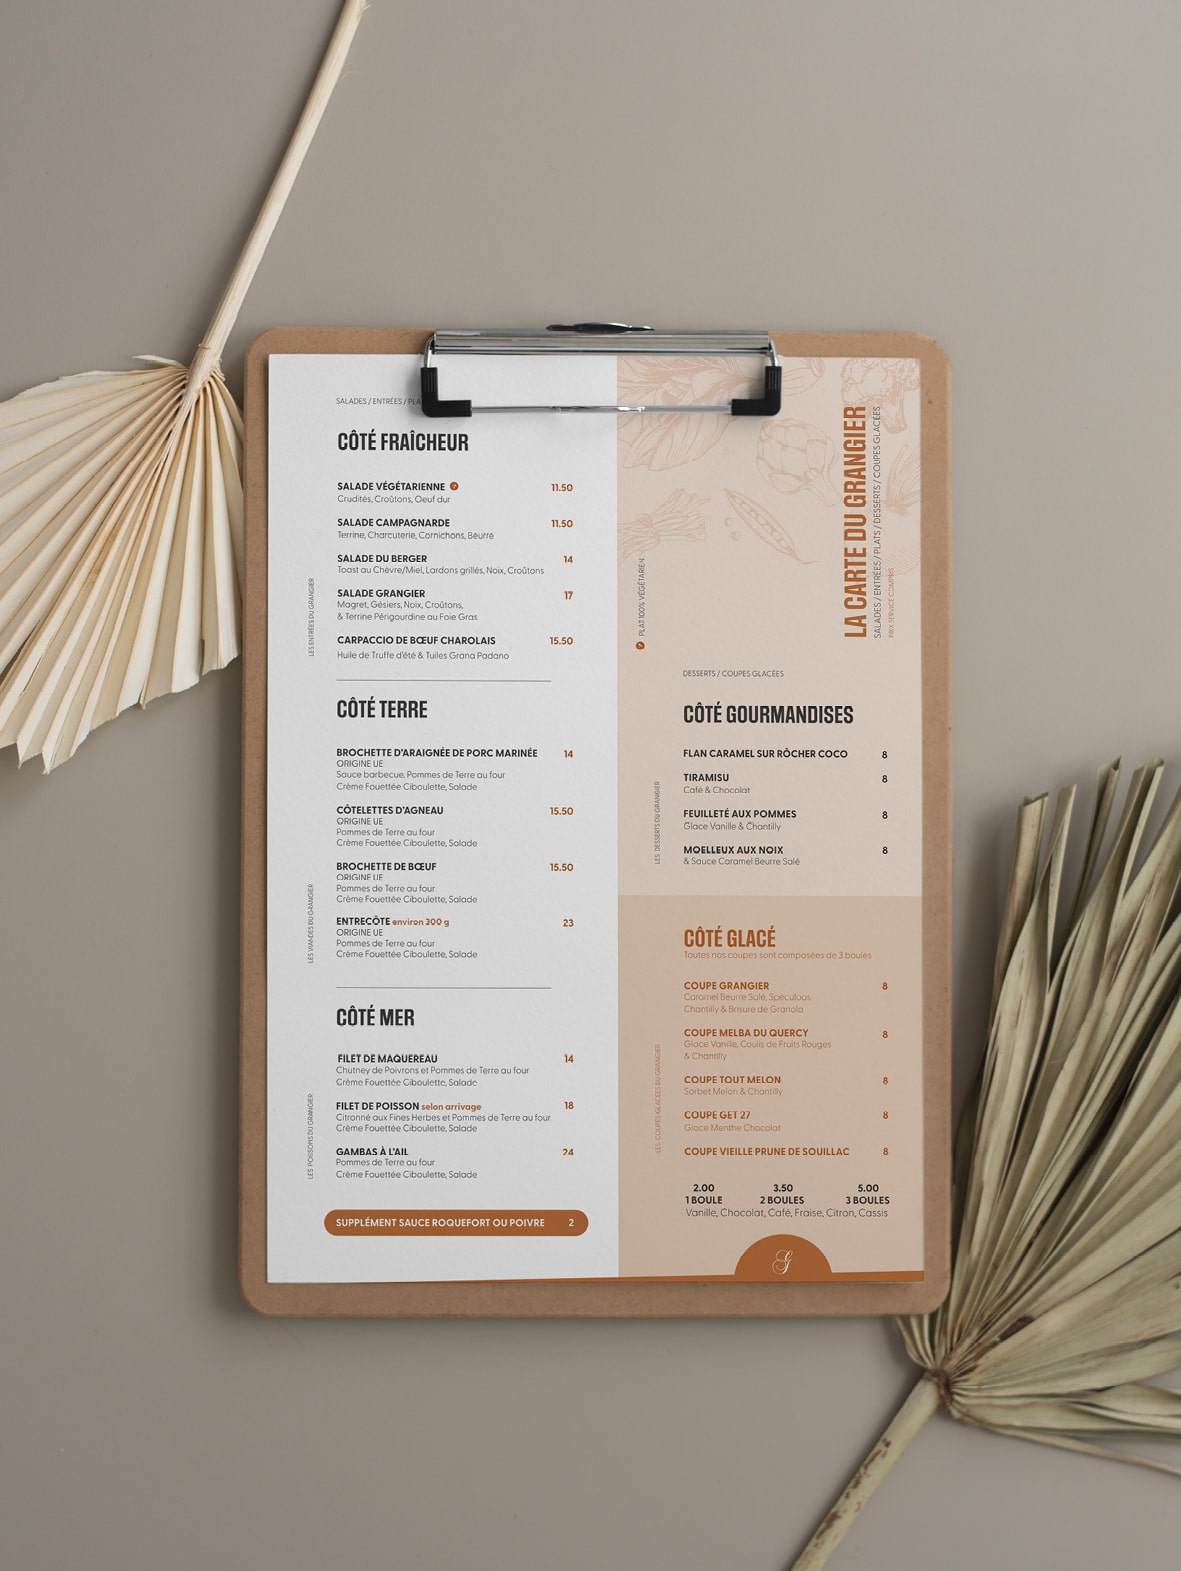 SALADES / ENTRÉES / PLA
CÔTÉ FRAÎCHEUR
SALADE VÉGÉTARIENNE 11.50
Crudités, Croûtons, Oeuf dur
SALADE CAMPAGNARDE 11.50
Terrine, Charcuterie, Cornichons, Beurre
SALADE DU BERGER 14
Toast au Chèvre/Miel, Lardons grillés, Noix, Croûtons
SALADE GRANGIER 17
Magret, Gésiers, Noix, Croûtons,
& Terrine Périgourdine au Foie Gras
CARPACCIO DE BŒUF CHAROLAIS 15.50
Huile de Truffe d'été & Tuiles Grana Padano
LES ENTRÉES DU GRANGIER
CÔTÉ TERRE
BROCHETTE D'ARAIGNÉE DE PORC MARINÉE 14
ORIGINE UE
Sauce barbecue. Pommes de Terre au four
Crème Fouettée Ciboulette, Salade
CÔTELETTES D'AGNEAU 15.50
ORIGINE UE
Pommes de Terre au four
Crème Fouettée Ciboulette, Salade
BROCHETTE DE BŒUF 15.50
ORIGINE UE
Pommes de Terre au four
Crème Fouettée Ciboulette, Salade
ENTRECÔTE environ 300 g 23
ORIGINE UE
Pommes de Terre au four
Crème Fouettée Ciboulette, Salade
LES VIANDES DU GRANGIER
CÔTÉ MER
FILET DE MAQUEREAU 14
Chutney de Poivrons et Pommes de Terre au four
Crème Fouettée Ciboulette, Salade
FILET DE POISSON selon arrivage 18
Citronné aux Fines Herbes et Pommes de Terre au four
Crème Fouettée Ciboulette, Salade
GAMBAS À L'AIL 24
Pommes de Terre au four
Crème Fouettée Ciboulette, Salade
LES POISSONS DU GRANGIER
SUPPLÉMENT SAUCE ROQUEFORT OU POIVRE 2
LA CARTE DU GRANGIER
SALADES / ENTRÉES / PLATS / DESSERTS / COUPES GLACÉES
PRIX SERVICE COMPRIS
PLAT 100% VÉGÉTARIEN
DESSERTS / COUPES GLACÉES
CÔTÉ GOURMANDISES
FLAN CARAMEL SUR RÔCHER COCO 8
TIRAMISU 8
Café & Chocolat
FEUILLETÉ AUX POMMES 8
Glace Vanille & Chantilly
MOELLEUX AUX NOIX 8
& Sauce Caramel Beurre Salé
LES DESSERTS DU GRANGIER
CÔTÉ GLACÉ
Toutes nos coupes sont composées de 3 boules
COUPE GRANGIER 8
Caramel Beurre Salé, Spéculoos
Chantilly & Brisure de Granola
COUPE MELBA DU QUERCY 8
Glace Vanille, Coulis de Fruits Rouges
& Chantilly
COUPE TOUT MELON 8
Sorbet Melon & Chantilly
COUPE GET 27 8
Glace Menthe Chocolat
COUPE VIEILLE PRUNE DE SOUILLAC 8
LES COUPES GLACÉES DU GRANGIER
2.00 3.50 5.00
1 BOULE 2 BOULES 3 BOULES
Vanille, Chocolat, Café, Fraise, Citron, Cassis
G